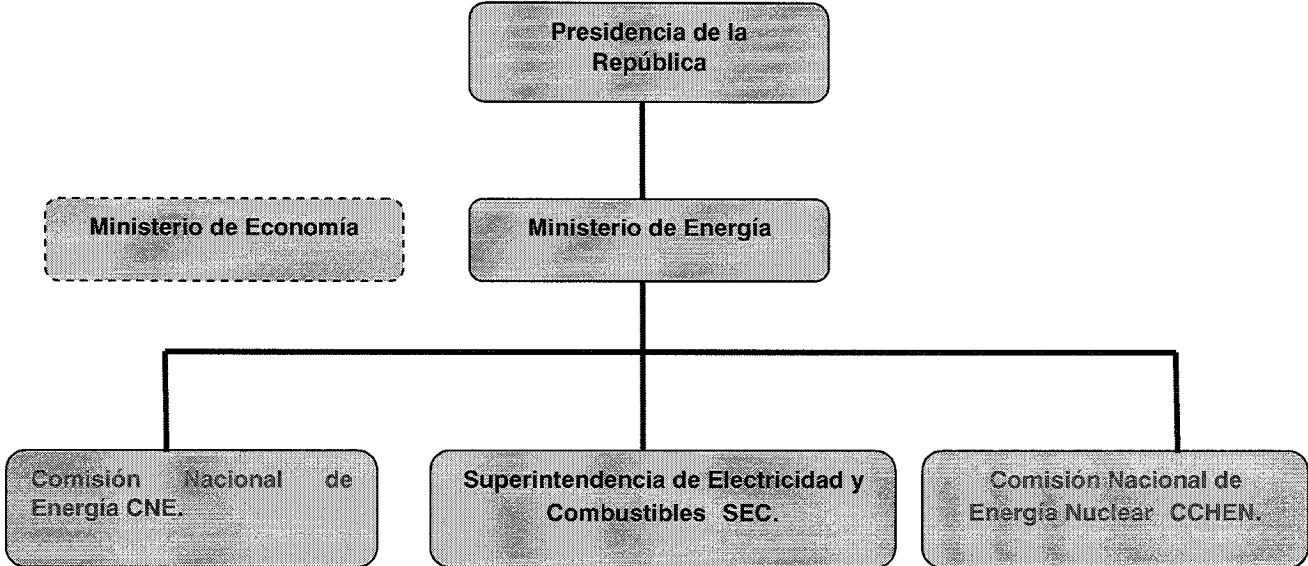 Presidencia de la
República
Ministerio de Economía
Ministerio de Energía
Comisión Nacional de
Energía CNE.
Superintendencia de Electricidad y
Combustibles SEC.
Comisión Nacional de
Energía Nuclear CCHEN.